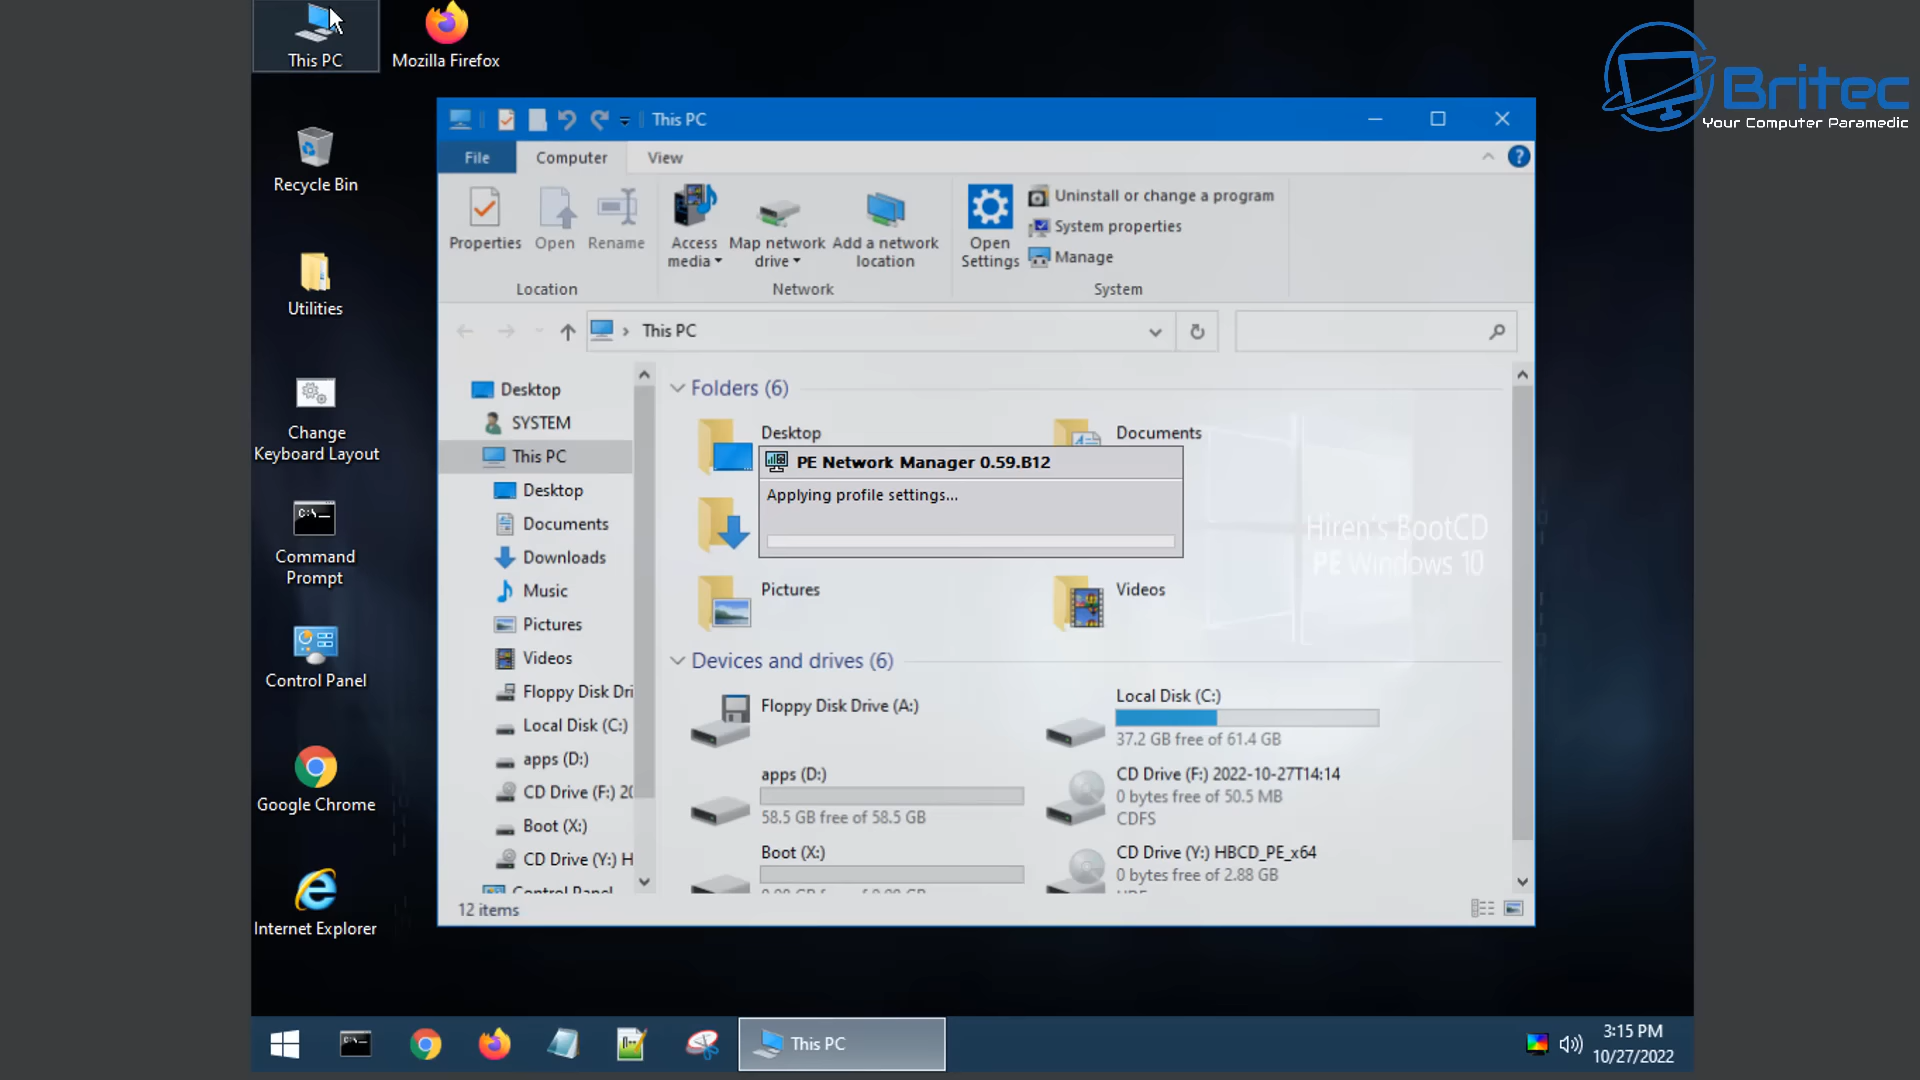 This PC
Mozilla Firefox
Britec
Your Computer Paramedic
Recycle Bin
Utilities
Change
Keyboard Layout
Command
Prompt
Control Panel
Google Chrome
Internet Explorer
This PC
File
Computer
View
Properties
Open
Rename
Access
media
Map network
drive
Add a network
location
Open
Settings
Uninstall or change a program
System properties
Manage
Location
Network
System
This PC
Desktop
SYSTEM
This PC
Desktop
Documents
Downloads
Music
Pictures
Videos
Floppy Disk Dri
Local Disk (C:)
apps (D:)
CD Drive (F:) 20
Boot (X:)
CD Drive (Y:) H
Control Panel
Folders (6)
Desktop
Documents
PE Network Manager 0.59.B12
Applying profile settings...
Hiren's BootCD
PE Windows 10
Pictures
Videos
Devices and drives (6)
Floppy Disk Drive (A:)
Local Disk (C:)
37.2 GB free of 61.4 GB
apps (D:)
58.5 GB free of 58.5 GB
CD Drive (F:) 2022-10-27T14:14
0 bytes free of 50.5 MB
CDFS
Boot (X:)
CD Drive (Y:) HBCD_PE_x64
0 bytes free of 2.88 GB
12 items
This PC
3:15 PM
10/27/2022